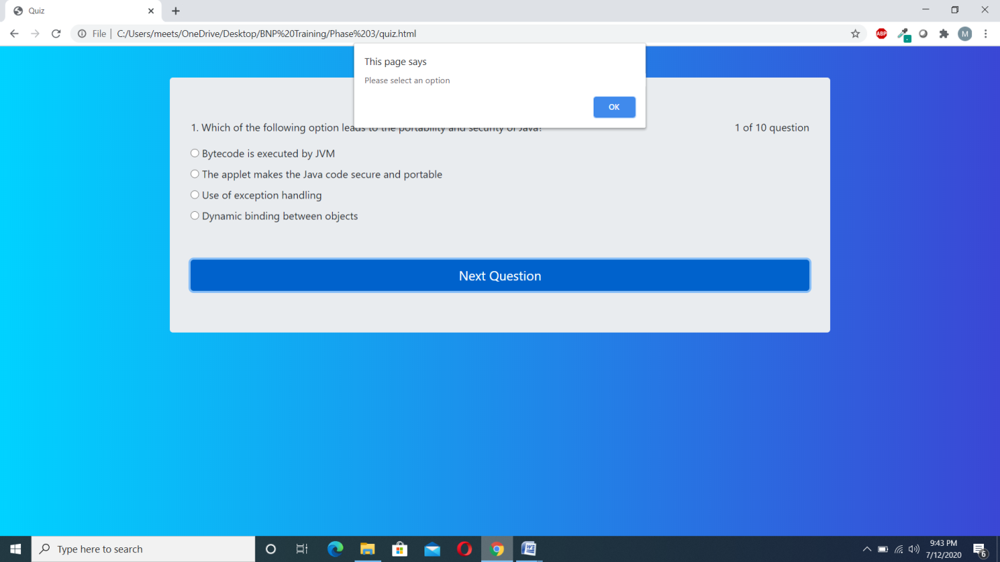 Quiz
File | C:/Users/meets/OneDrive/Desktop/BNP%20Training/Phase%203/quiz.html
ABP
M
This page says
Please select an option
OK
1. Which of the following option leads to the portability and security of Java?
1 of 10 question
Bytecode is executed by JVM
The applet makes the Java code secure and portable
Use of exception handling
Dynamic binding between objects
Next Question
Type here to search
9:43 PM
7/12/2020
6